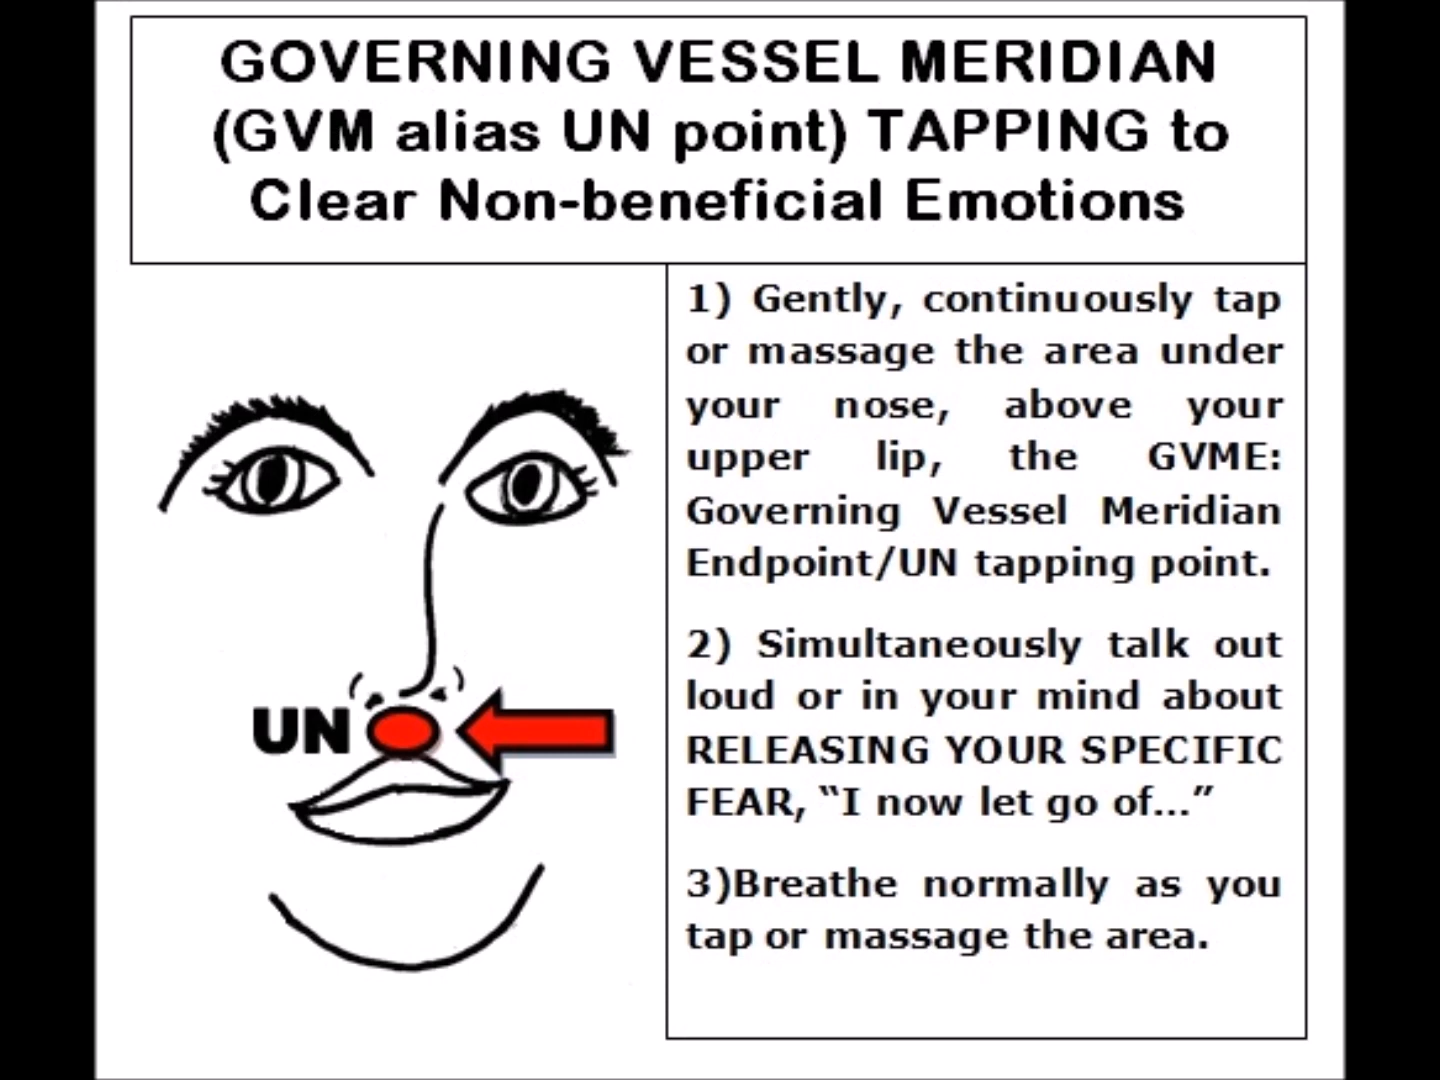 GOVERNING VESSEL MERIDIAN
(GVM alias UN point) TAPPING to
Clear Non-beneficial Emotions
1) Gently, continuously tap
or massage the area under
your nose, above your
upper lip, the GVME:
Governing Vessel Meridian
Endpoint/UN tapping point.
2) Simultaneously talk out
loud or in your mind about
RELEASING YOUR SPECIFIC
FEAR, “I now let go of...”
3)Breathe normally as you
tap or massage the area.
UN